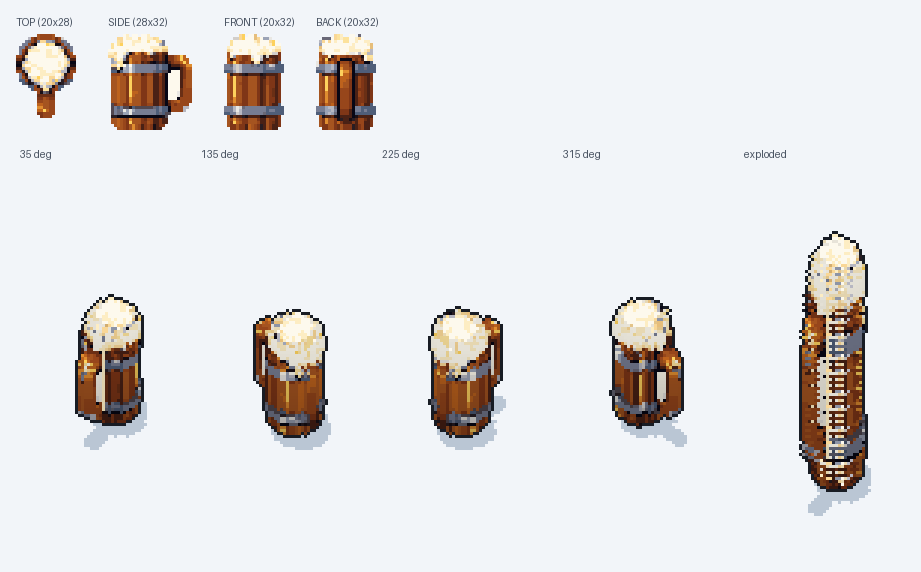 TOP (20x28)
SIDE (28x32)
FRONT (20x32)
BACK (20x32)
35 deg
135 deg
225 deg
315 deg
exploded